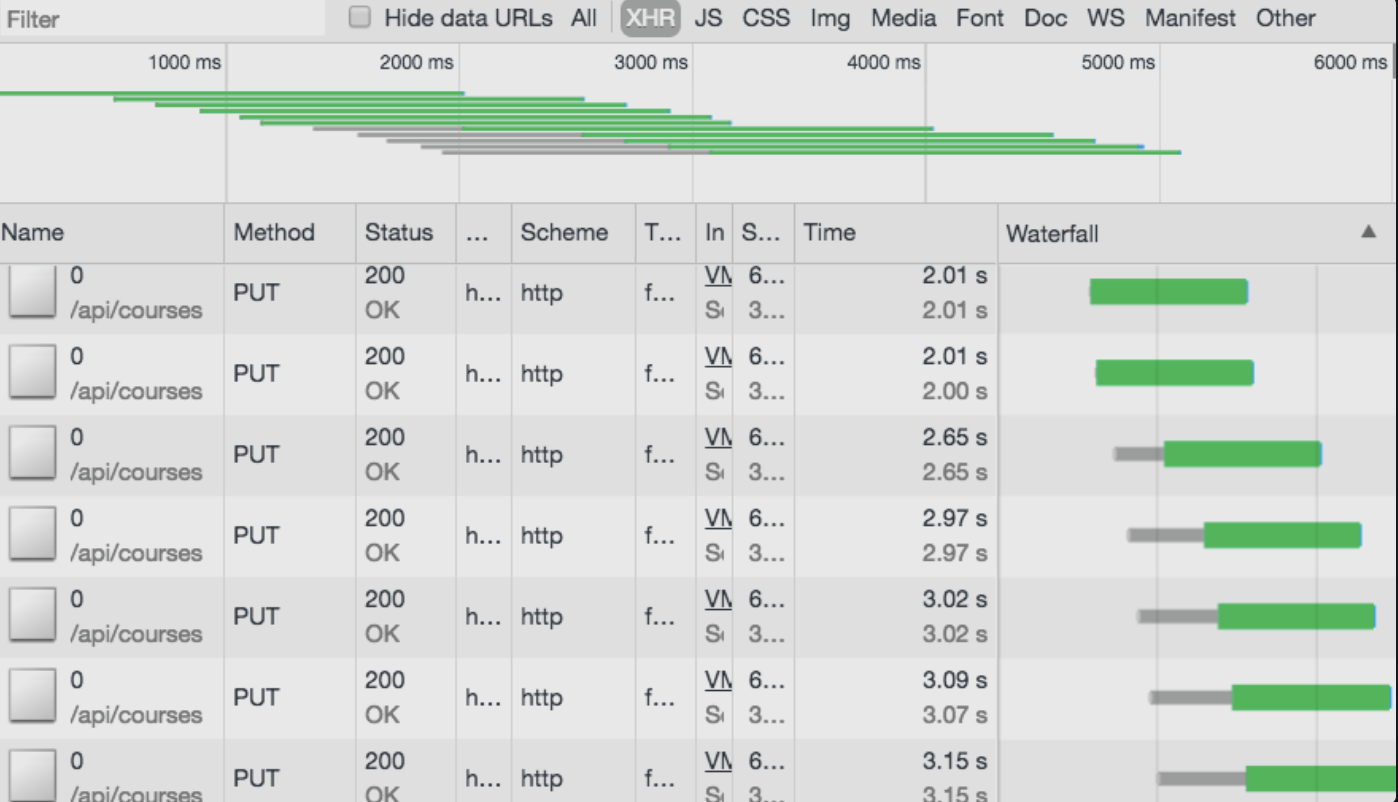 Filter Hide data URLs All XHR JS CSS Img Media Font Doc WS Manifest Other
1000 ms 2000 ms 3000 ms 4000 ms 5000 ms 6000 ms
Name Method Status ... Scheme T... In S... Time Waterfall
0 200 VM 6... 2.01 s
PUT h... http f...
/api/courses OK 3... 2.01 s
0 200 VM 6... 2.01 s
PUT h... http f...
/api/courses OK 3... 2.00 s
0 200 VM 6... 2.65 s
PUT h... http f...
/api/courses OK 3... 2.65 s
0 200 VM 6... 2.97 s
PUT h... http f...
/api/courses OK 3... 2.97 s
0 200 VM 6... 3.02 s
PUT h... http f...
/api/courses OK 3... 3.02 s
0 200 VM 6... 3.09 s
PUT h... http f...
/api/courses OK 3... 3.07 s
0 200 VM 6... 3.15 s
PUT h... http f...
/api/courses OK 3... 3.15 s